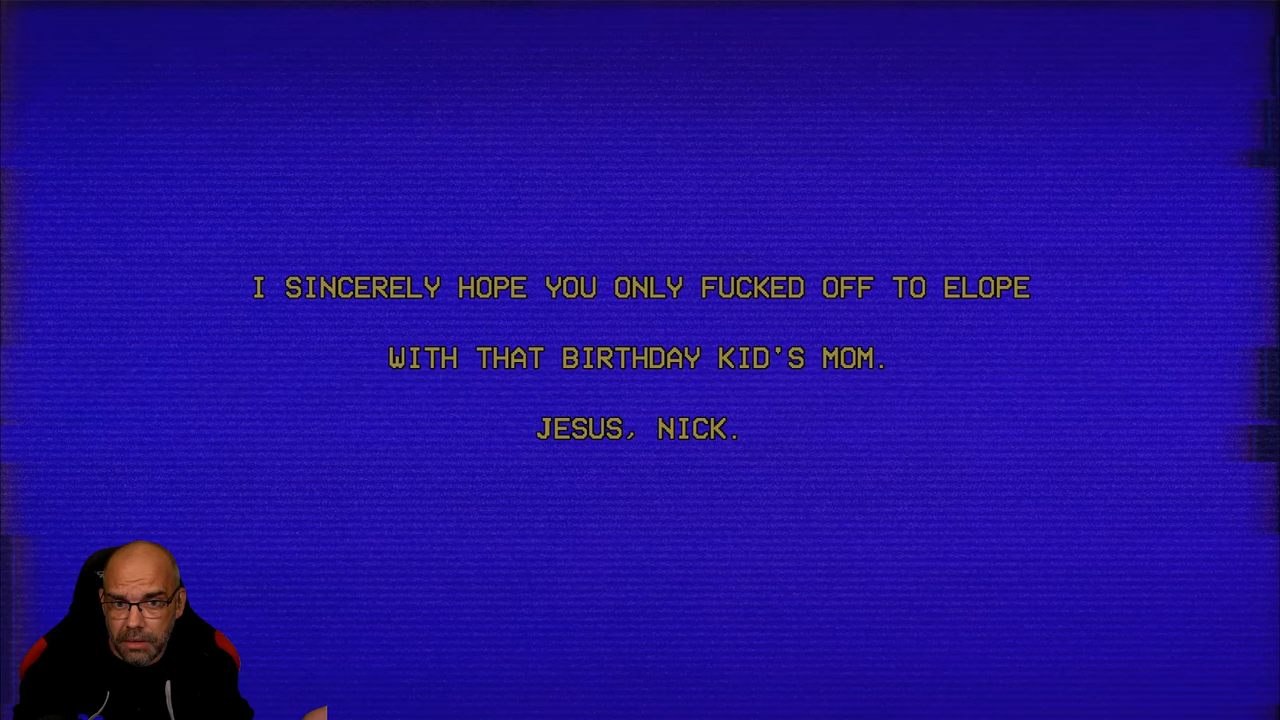 I SINCERELY HOPE YOU ONLY FUCKED OFF TO ELOPE
WITH THAT BIRTHDAY KID'S MOM.
JESUS, NICK.